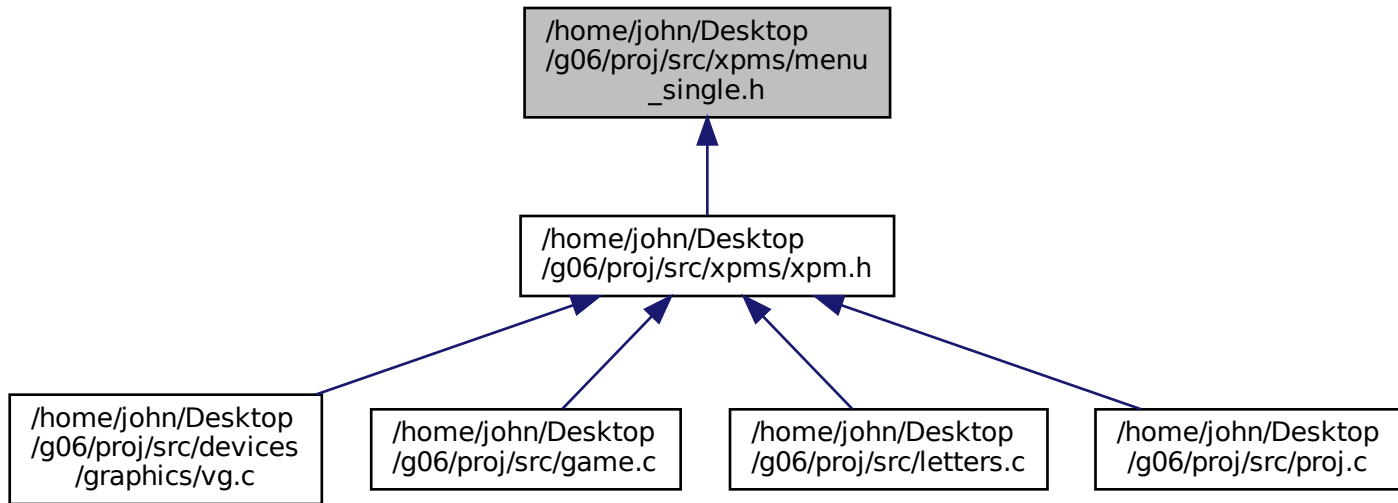 /home/john/Desktop
/g06/proj/src/xpms/menu
_single.h
/home/john/Desktop
/g06/proj/src/xpms/xpm.h
/home/john/Desktop
/g06/proj/src/devices
/graphics/vg.c
/home/john/Desktop
/g06/proj/src/game.c
/home/john/Desktop
/g06/proj/src/letters.c
/home/john/Desktop
/g06/proj/src/proj.c